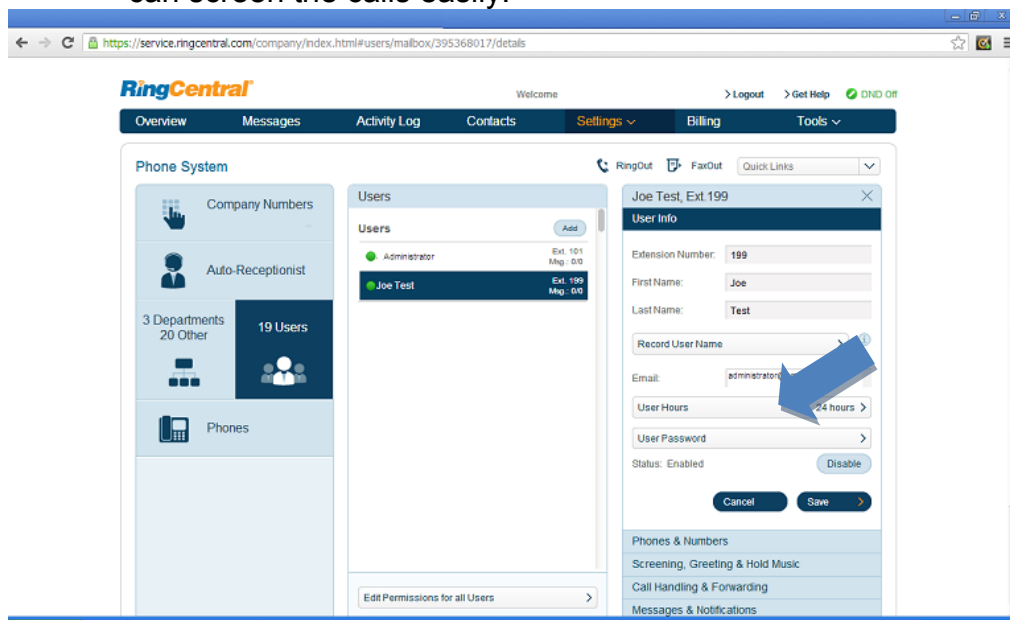 can screen the calls easily.
https://service.ringcentral.com/company/index.html#users/mailbox/395368017/details
RingCentral
Welcome
> Logout > Get Help DND Off
Overview Messages Activity Log Contacts Settings Billing Tools
Phone System
RingOut FaxOut Quick Links
Company Numbers
Auto-Receptionist
3 Departments
20 Other
19 Users
Phones
Users
Users Add
Administrator Ext. 101
Msg.: 0/0
Joe Test Ext. 199
Msg.: 0/0
Edit Permissions for all Users >
Joe Test, Ext.199
User Info
Extension Number: 199
First Name: Joe
Last Name: Test
Record User Name
Email:
User Hours 24 hours >
User Password >
Status: Enabled Disable
Cancel Save >
Phones & Numbers
Screening, Greeting & Hold Music
Call Handling & Forwarding
Messages & Notifications